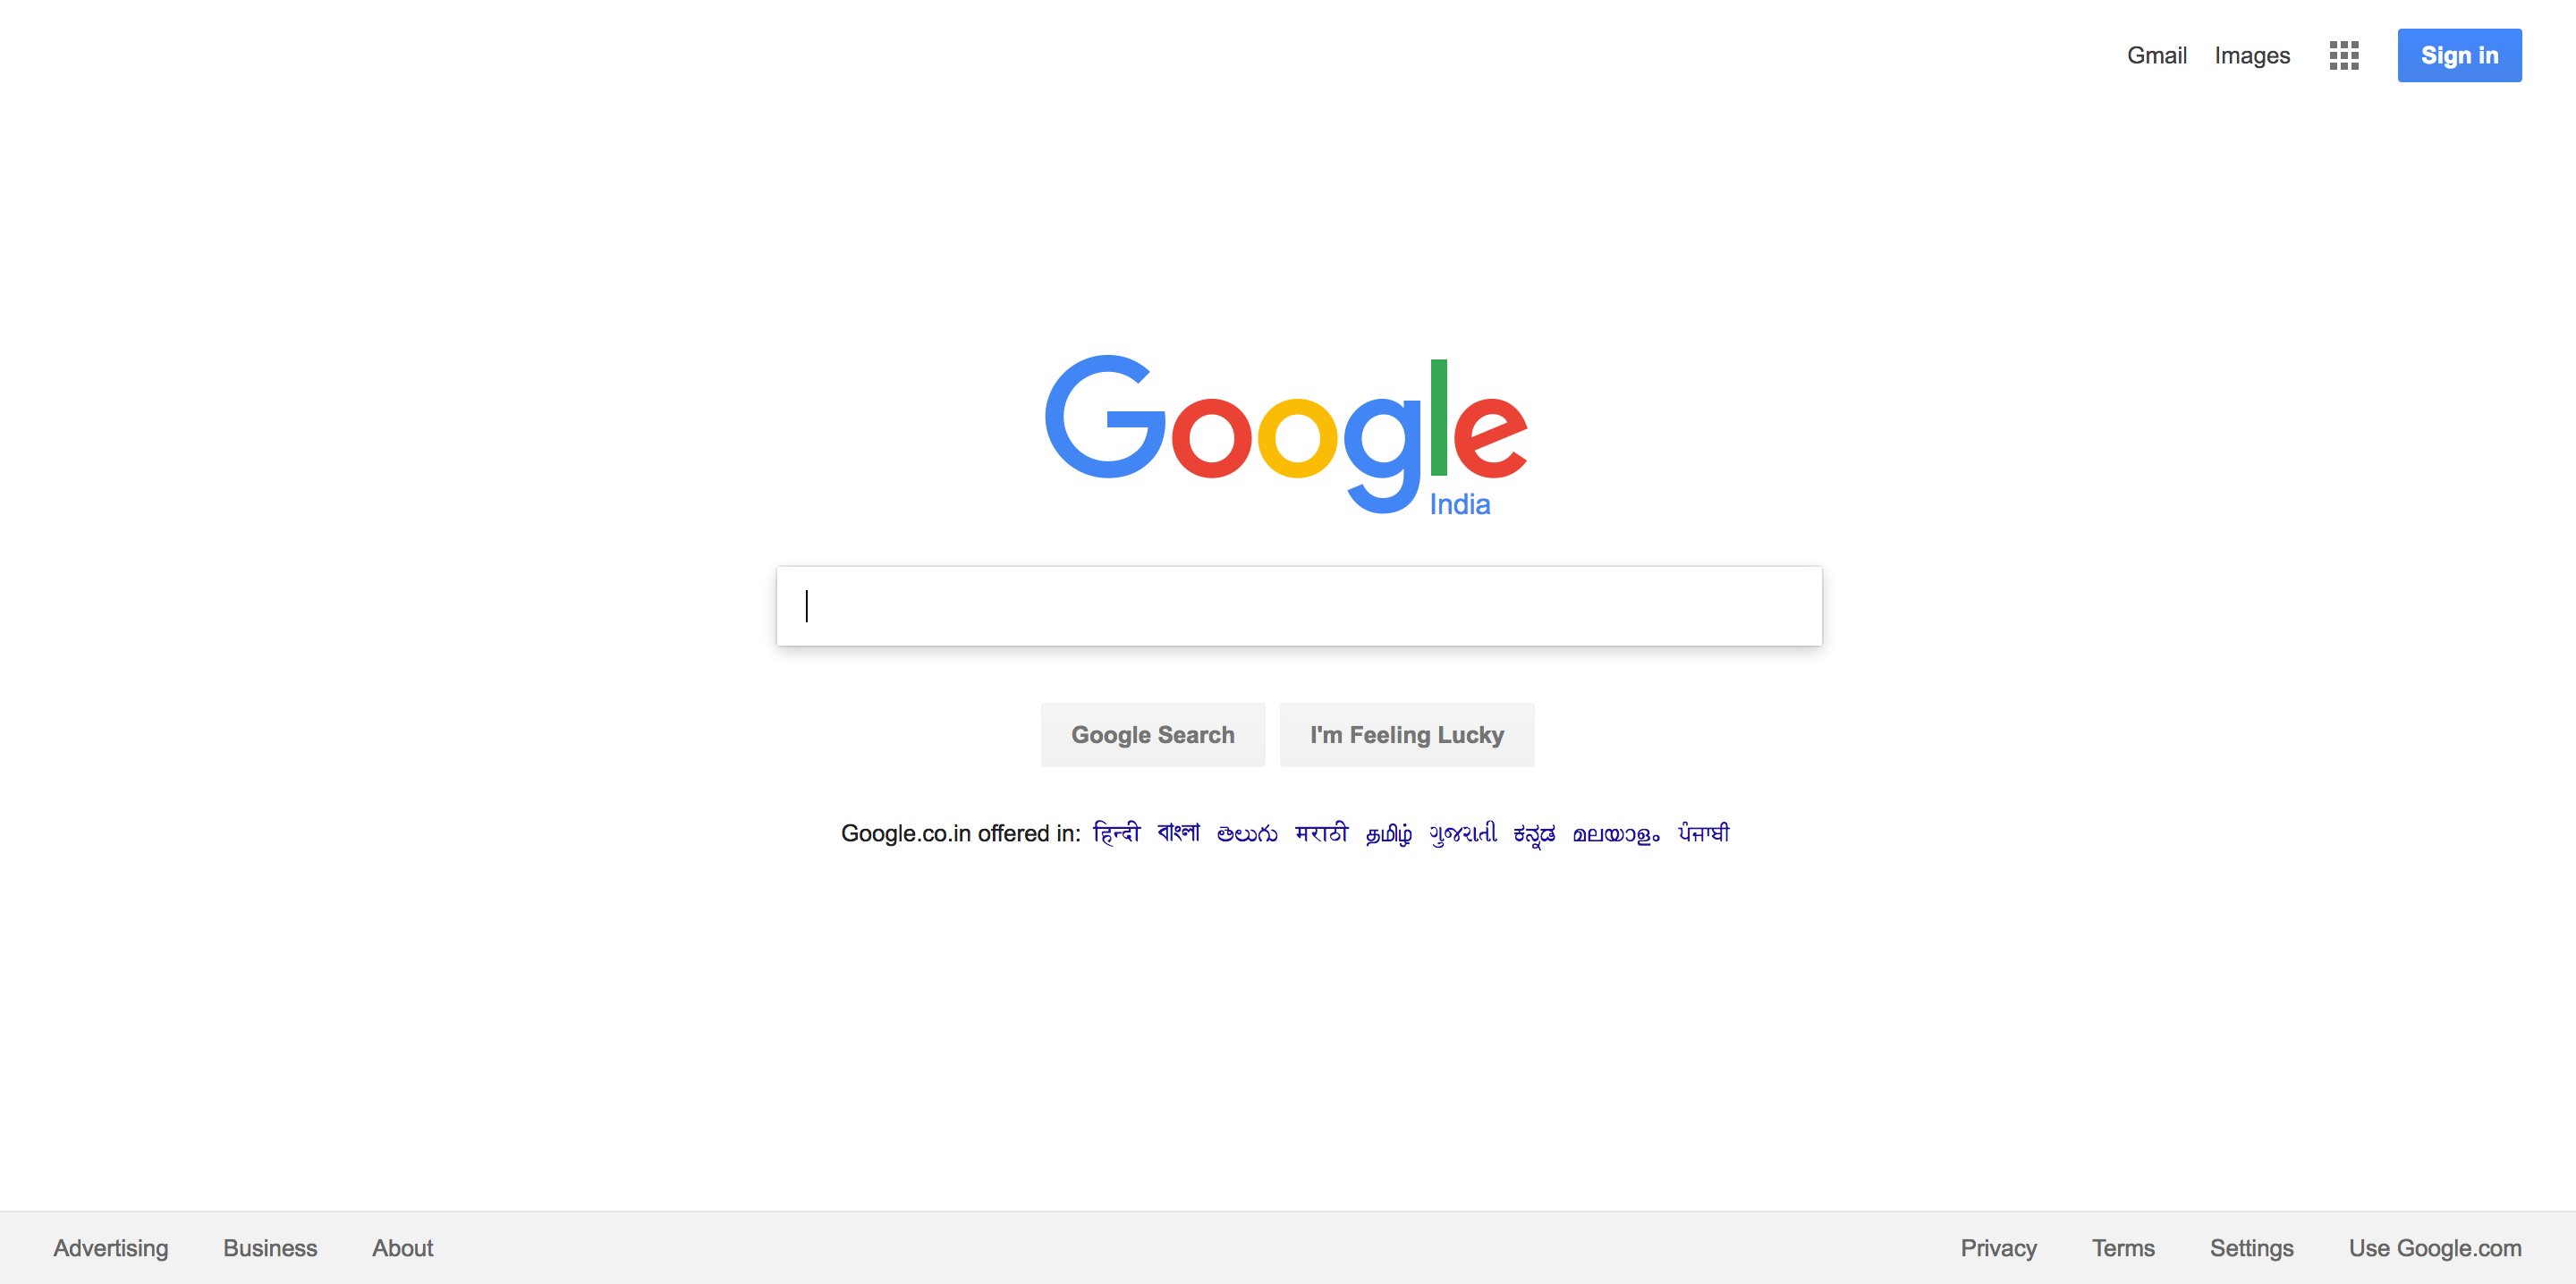 Gmail Images Sign in
Google
India
Google Search I'm Feeling Lucky
Google.co.in offered in: हिन्दी বাংলা తెలుగు मराठी தமிழ் ગુજરાતી ಕನ್ನಡ മലയാളം ਪੰਜਾਬੀ
Advertising Business About Privacy Terms Settings Use Google.com